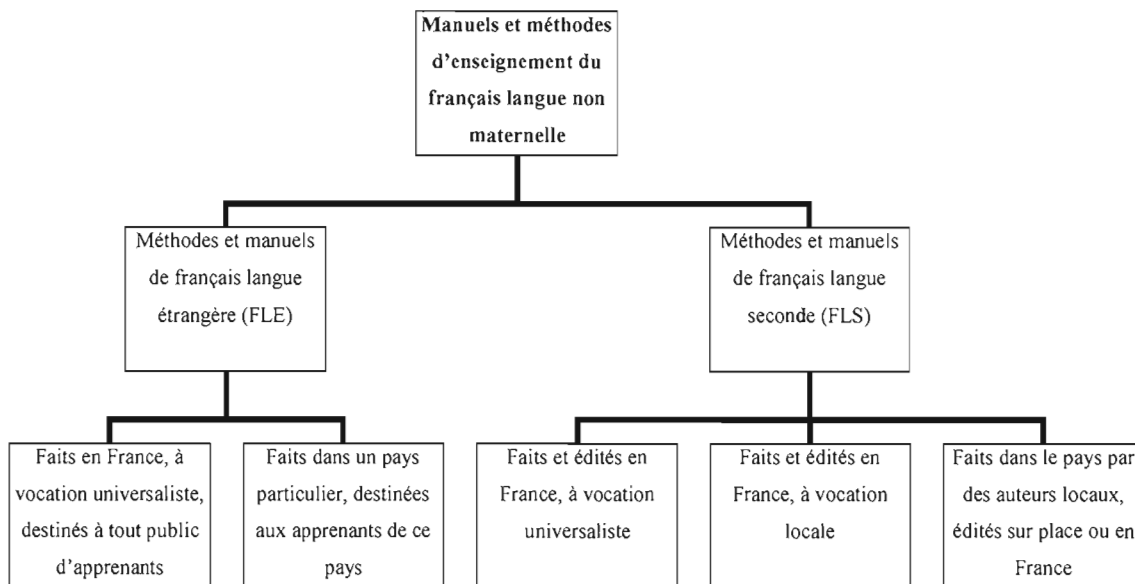 Manuels et méthodes
d'enseignement du
français langue non
maternelle
Méthodes et manuels
de français langue
étrangère (FLE)
Méthodes et manuels
de français langue
seconde (FLS)
Faits en France, à
vocation universaliste,
destinés à tout public
d'apprenants
Faits dans un pays
particulier, destinées
aux apprenants de ce
pays
Faits et édités en
France, à vocation
universaliste
Faits et édités en
France, à vocation
locale
Faits dans le pays par
des auteurs locaux,
édités sur place ou en
France